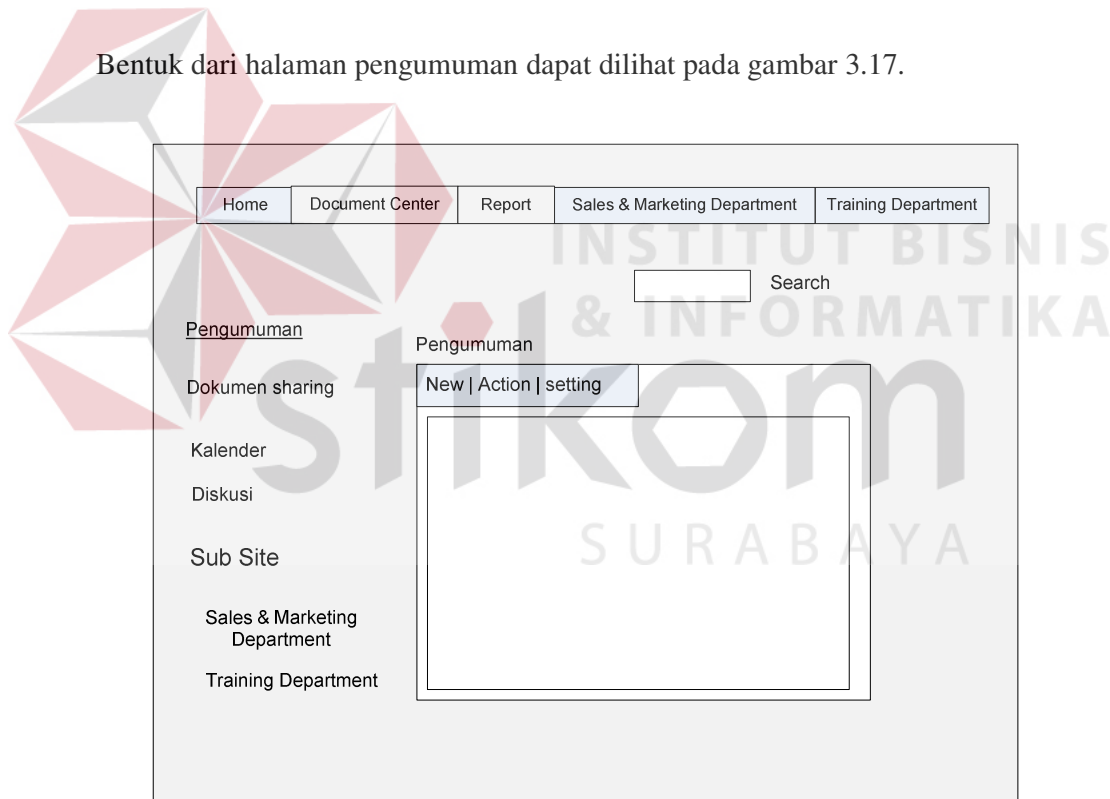 Bentuk dari halaman pengumuman dapat dilihat pada gambar 3.17.
Home Document Center Report Sales & Marketing Department Training Department
INSTITUT BISNIS
& INFORMATIKA
stikom
SURABAYA
Search
Pengumuman
Dokumen sharing
Kalender
Diskusi
Sub Site
Sales & Marketing
Department
Training Department
Pengumuman
New | Action | setting